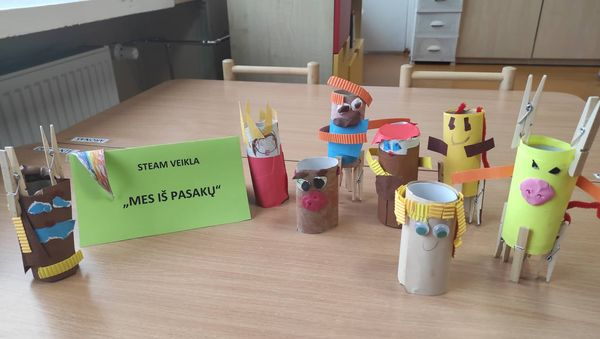 STEAM VEIKLA
„MES IŠ PASAKŲ“